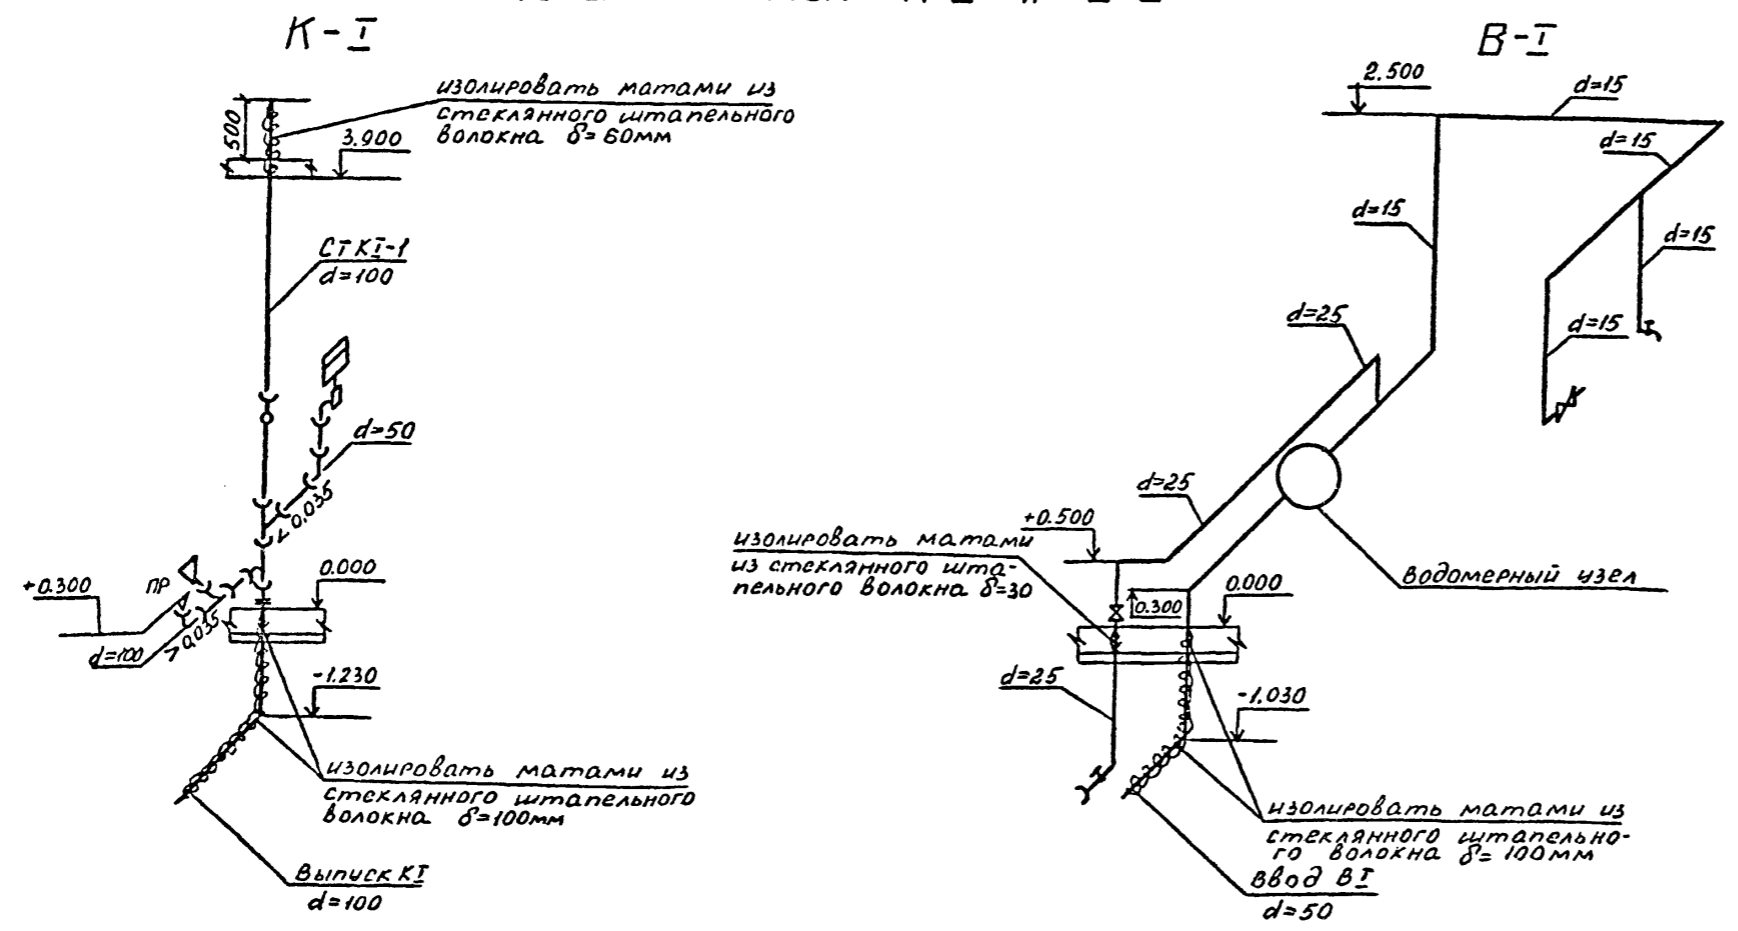 К-I
изолировать матами из
стеклянного штапельного
волокна δ=60мм
500
3.900
СТ КI-1
d=100
d=50
0,035
+0.300
ПР
0.000
d=100
0,035
-1.230
изолировать матами из
стеклянного штапельного
волокна δ=100мм
Выпуск КI
d=100
В-I
2.500
d=15
d=15
d=15
d=15
d=15
d=25
d=25
+0.500
изолировать матами
из стеклянного шта-
пельного волокна δ=30
0.300
0.000
водомерный узел
d=25
-1.030
изолировать матами из
стеклянного штапельно-
го волокна δ=100мм
Ввод ВI
d=50